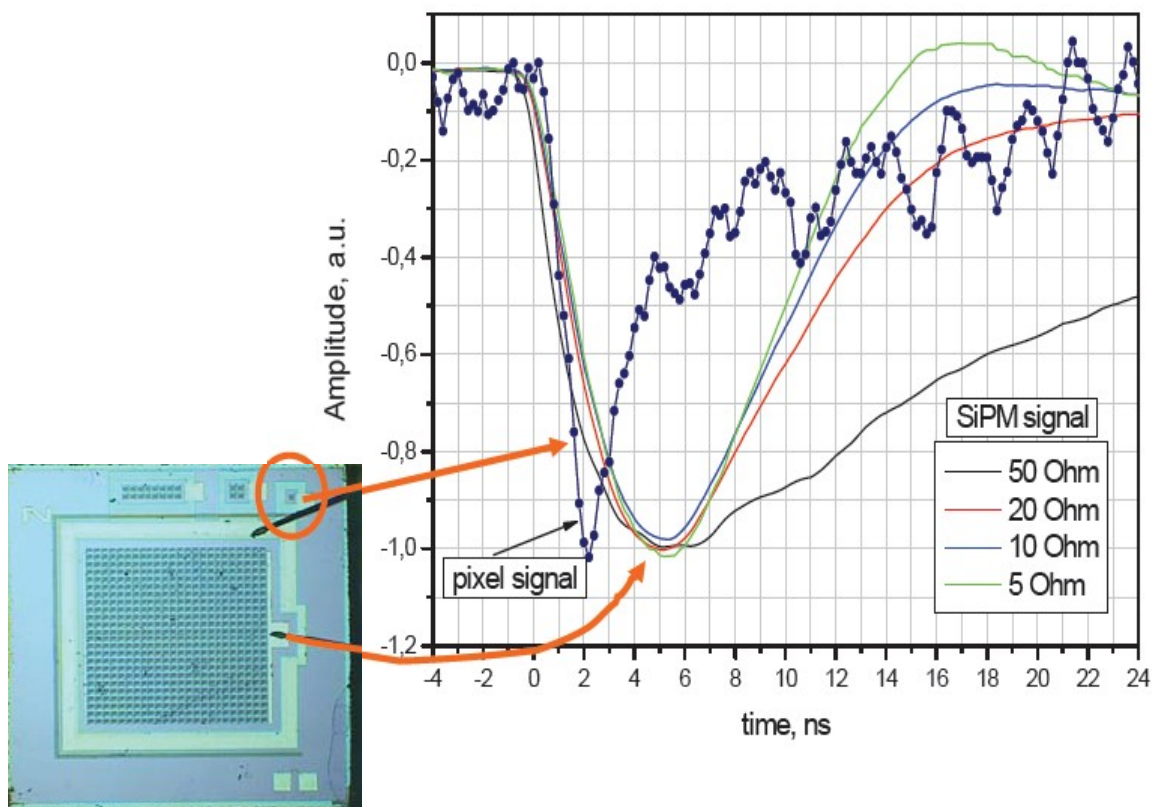 0,0
-0,2
-0,4
-0,6
-0,8
-1,0
-1,2
Amplitude, a.u.
pixel signal
SiPM signal
50 Ohm
20 Ohm
10 Ohm
5 Ohm
-4 -2 0 2 4 6 8 10 12 14 16 18 20 22 24
time, ns